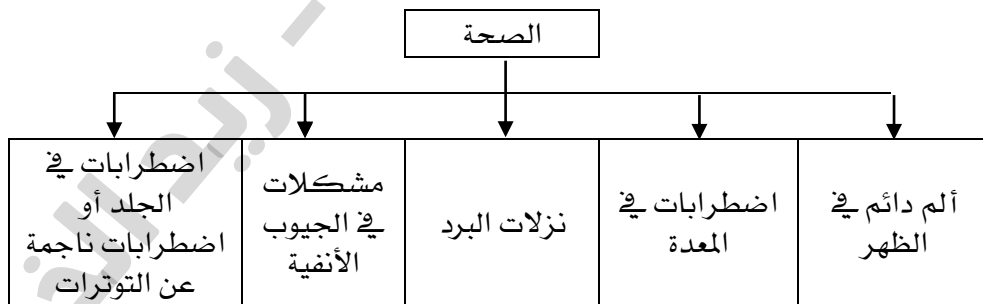 الصحة
ألم دائم في
الظهر
اضطرابات في
المعدة
نزلات البرد
مشكلات
في الجيوب
الأنفية
اضطرابات في
الجلد أو
اضطرابات ناجمة
عن التوترات